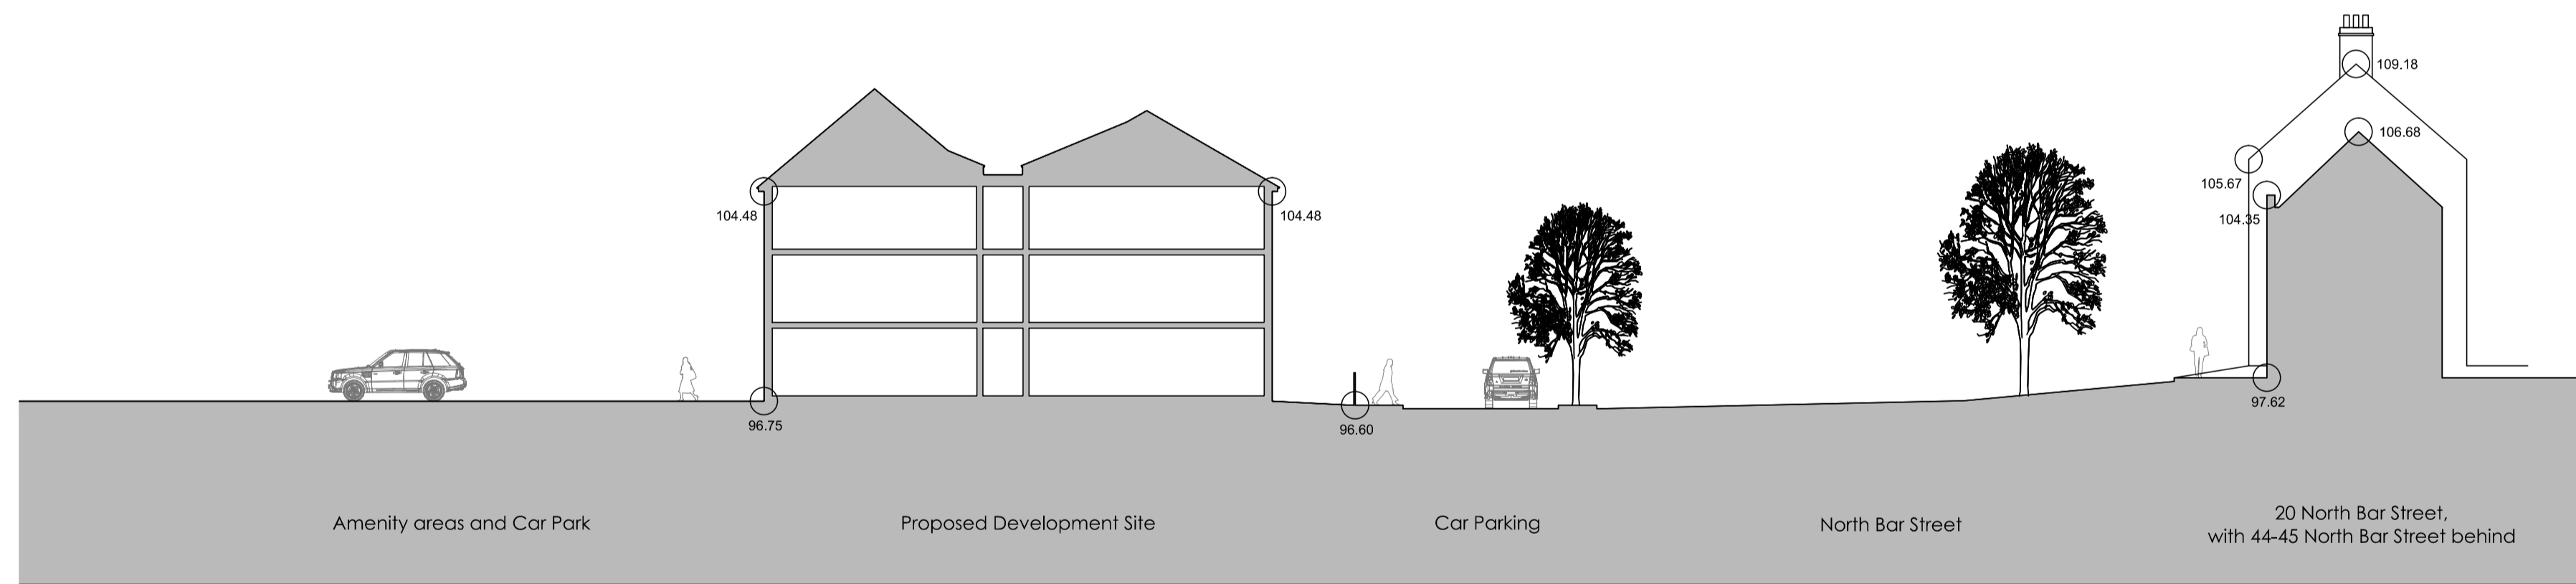 109.18
106.68
105.67
104.35
104.48
104.48
96.75
96.60
97.62
Amenity areas and Car Park
Proposed Development Site
Car Parking
North Bar Street
20 North Bar Street,
with 44-45 North Bar Street behind